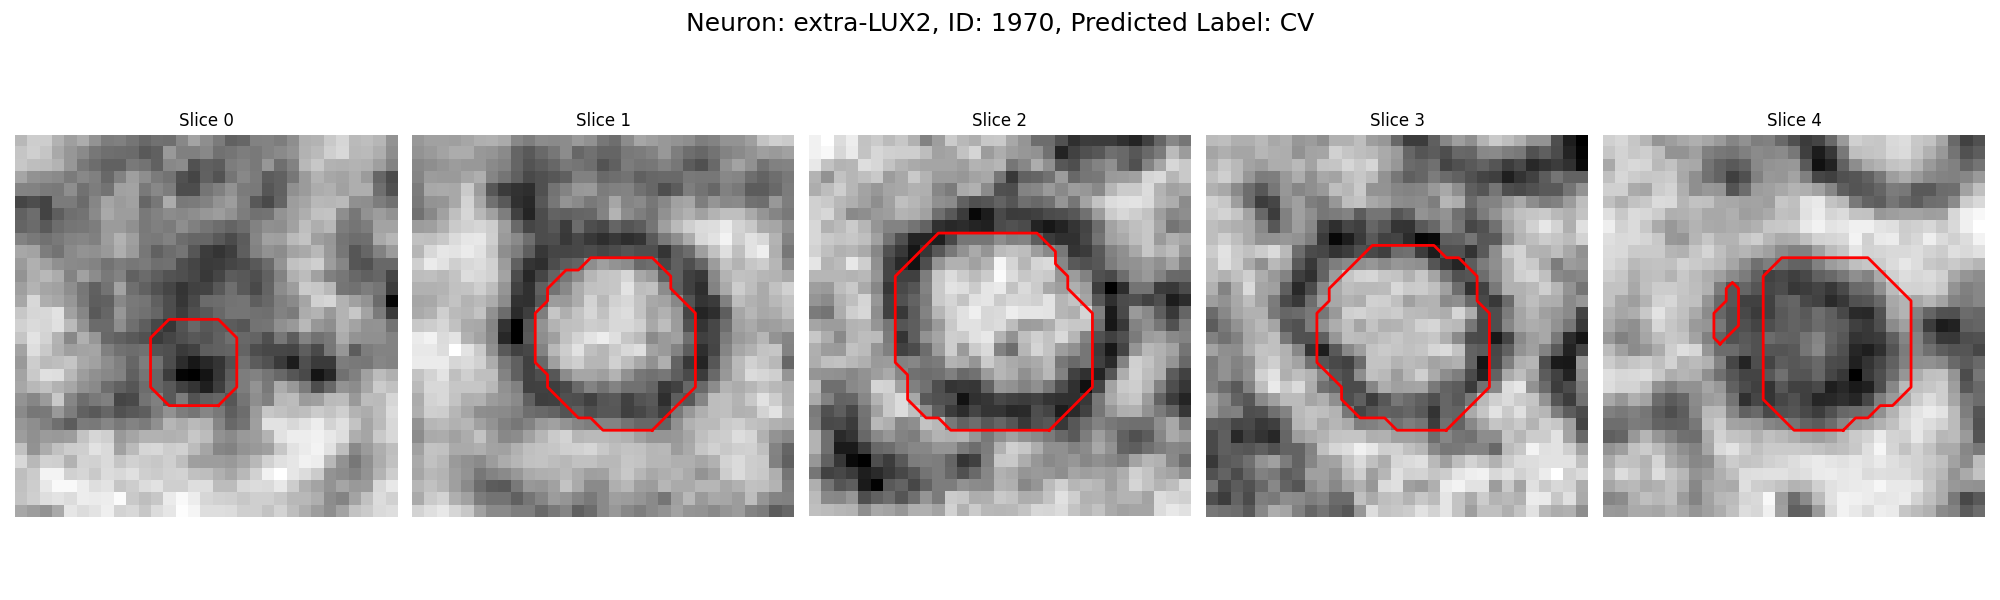 Neuron: extra-LUX2, ID: 1970, Predicted Label: CV
Slice 0
Slice 1
Slice 2
Slice 3
Slice 4